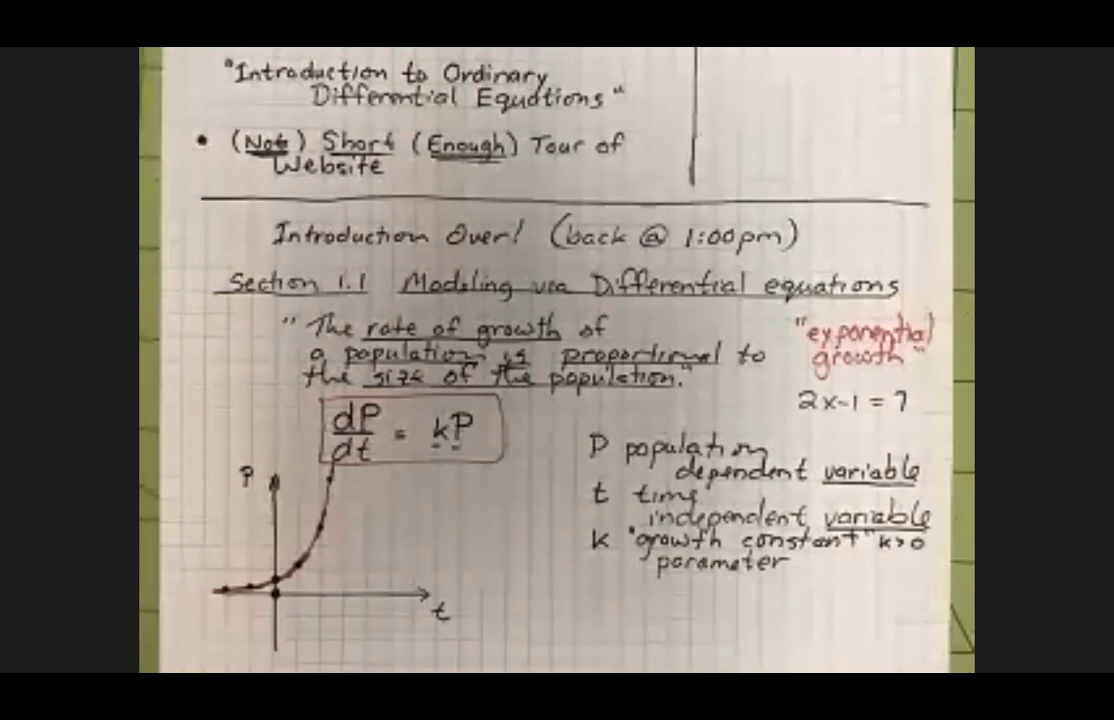 "Introduction to Ordinary
Differential Equations"
• (Not) Short (Enough) Tour of
Website
Introduction Over! (back @ 1:00pm)
Section 1.1 Modeling via Differential equations
"The rate of growth of
a population is proportional to
the size of the population."
"exponential
growth"
2x-1 = 7
dP
dt
= kP
P population
dependent variable
t time
independent variable
k "growth constant" k>0
parameter
P
t